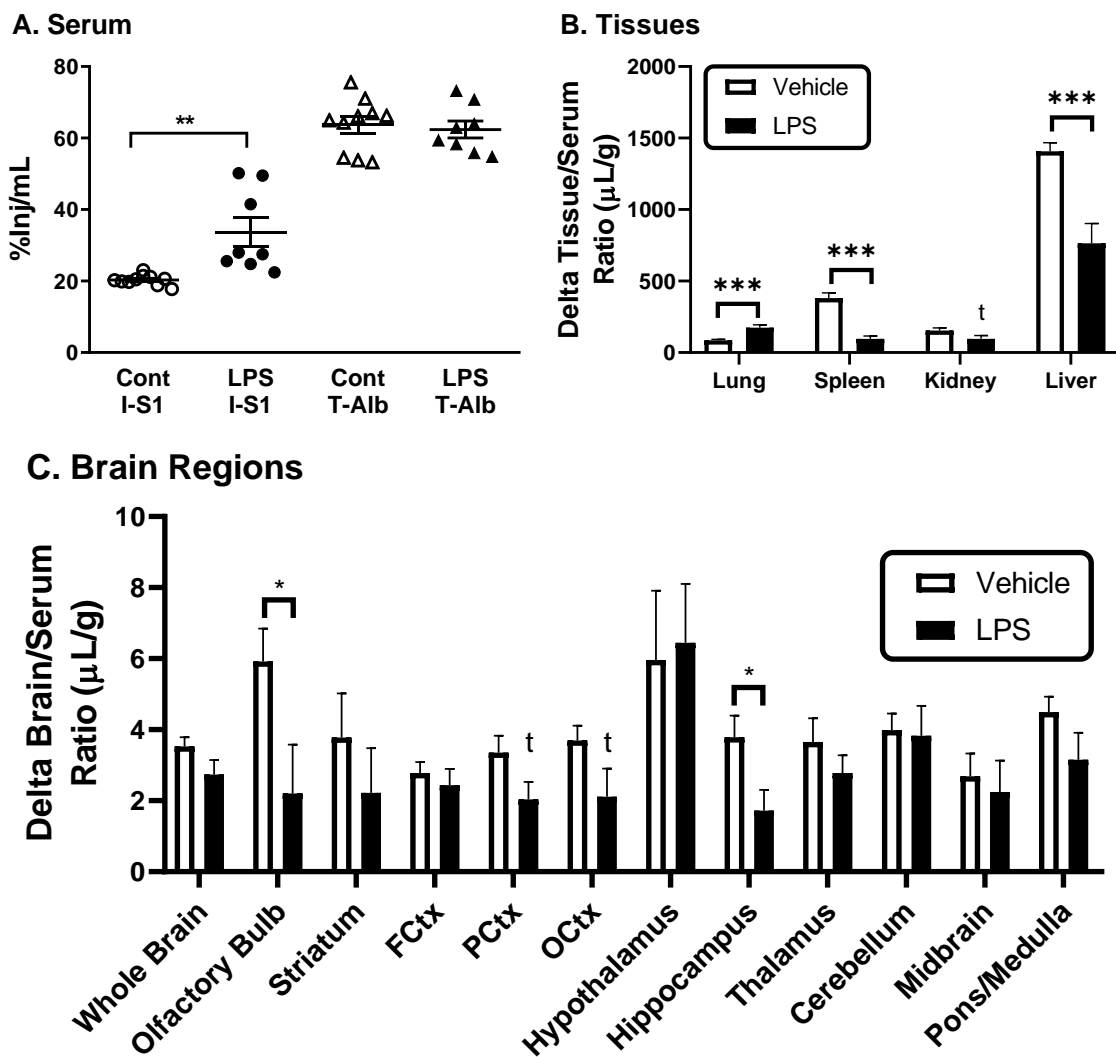 A. Serum
%Inj/mL
80
60
40
20
0
**
Cont
I-S1
LPS
I-S1
Cont
T-Alb
LPS
T-Alb
B. Tissues
Delta Tissue/Serum
Ratio (μL/g)
2000
1500
1000
500
0
Vehicle
LPS
***
***
t
***
Lung
Spleen
Kidney
Liver
C. Brain Regions
Delta Brain/Serum
Ratio (μL/g)
10
8
6
4
2
0
Vehicle
LPS
*
t
t
*
Whole Brain
Olfactory Bulb
Striatum
FCtx
PCtx
OCtx
Hypothalamus
Hippocampus
Thalamus
Cerebellum
Midbrain
Pons/Medulla